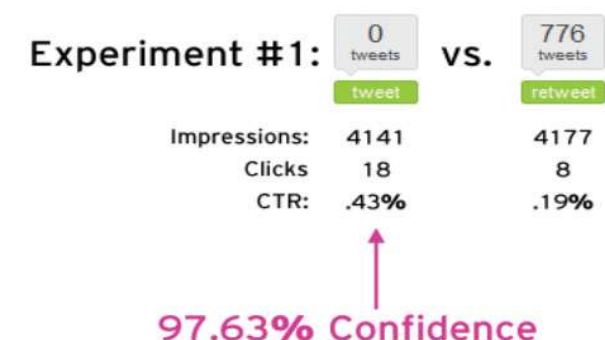 Experiment #1: 0 tweets tweet vs. 776 tweets retweet
Impressions: 4141 4177
Clicks 18 8
CTR: .43% .19%
97.63% Confidence